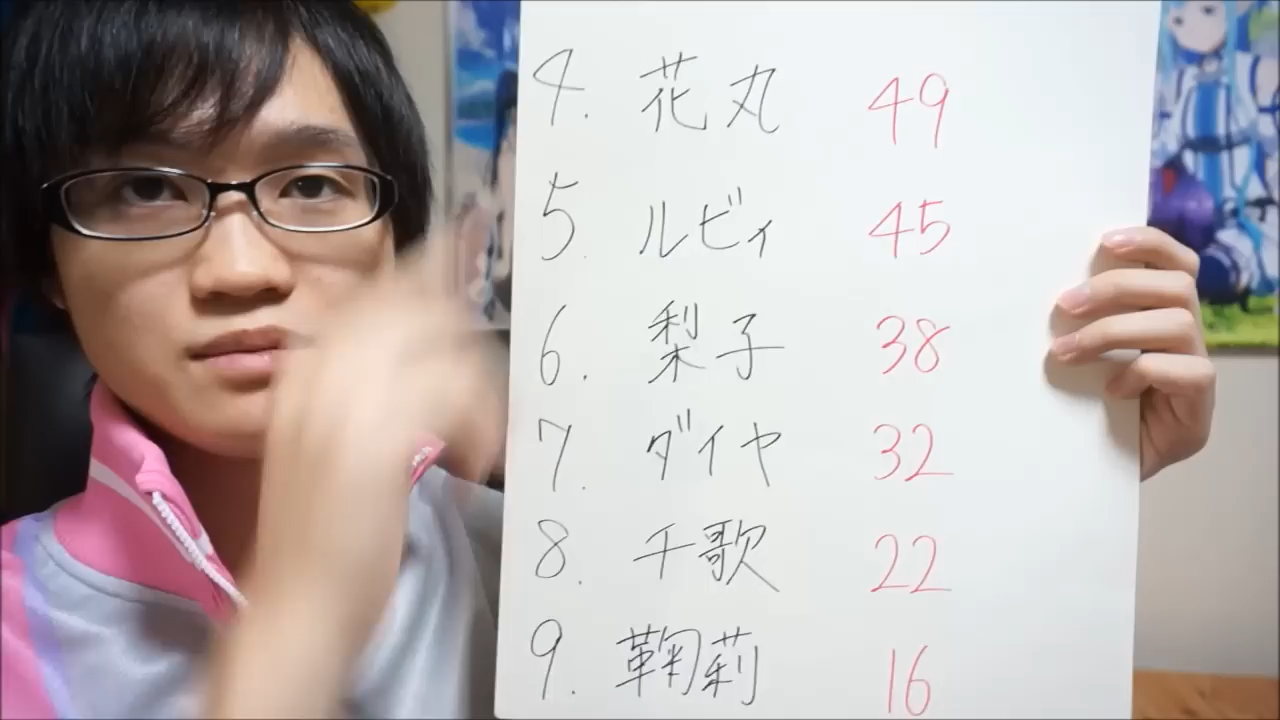 4. 花丸 49
5. ルビィ 45
6. 梨子 38
7. ダイヤ 32
8. 千歌 22
9. 鞠莉 16